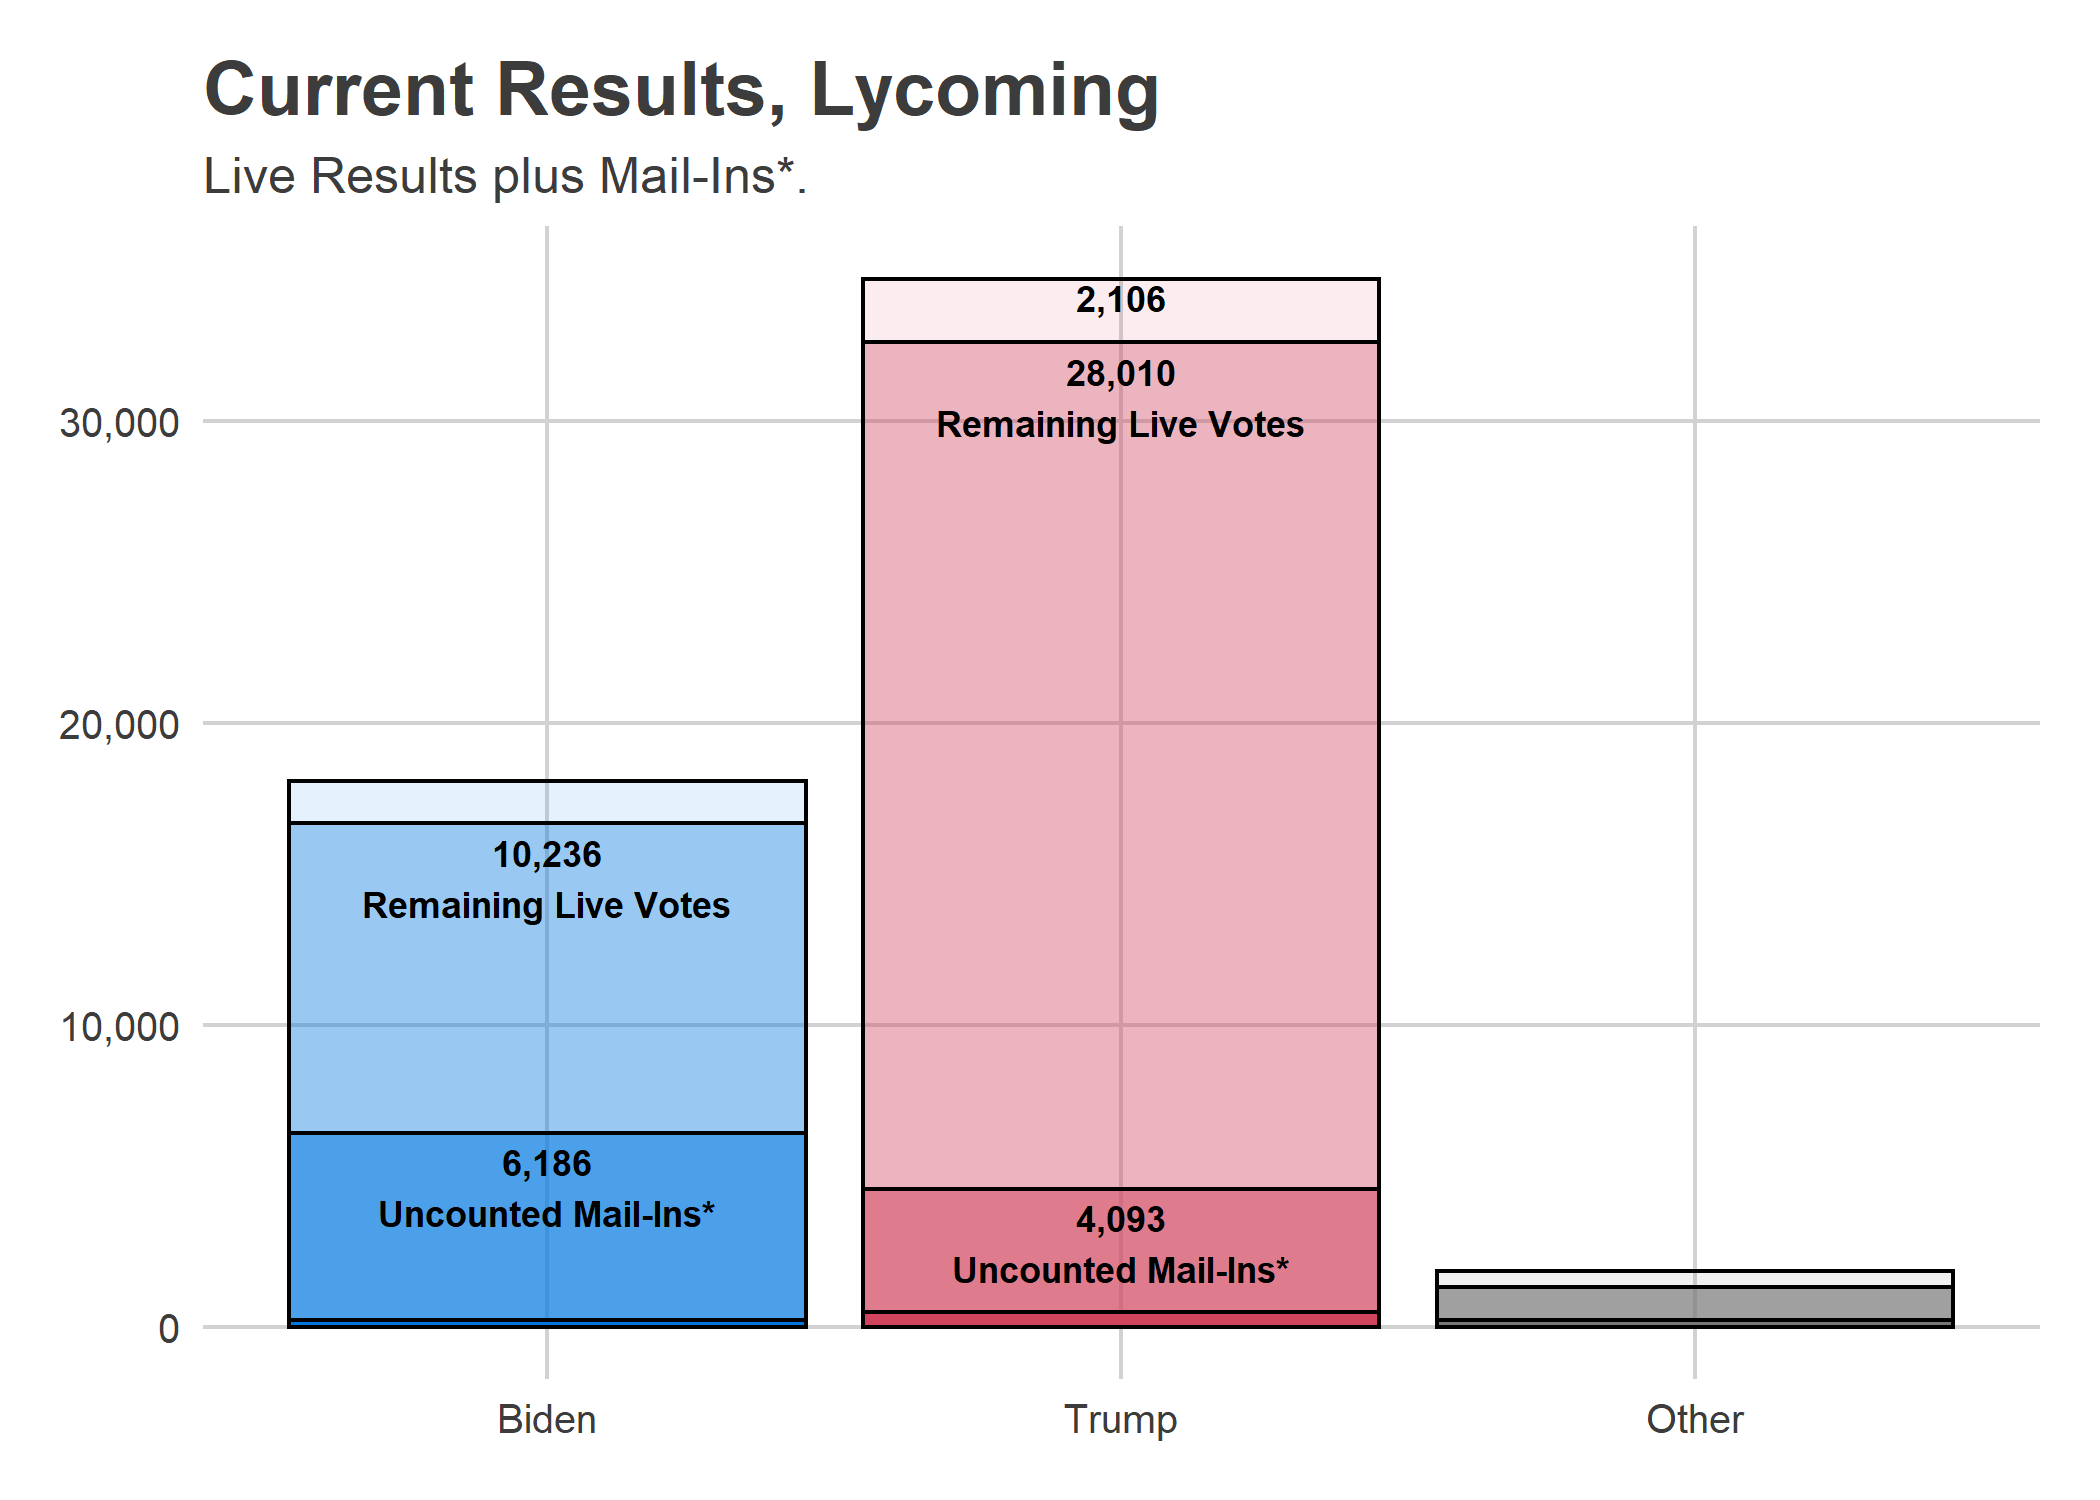 Current Results, Lycoming
Live Results plus Mail-Ins*.
2,106
28,010
Remaining Live Votes
30,000
20,000
10,236
Remaining Live Votes
10,000
6,186
Uncounted Mail-Ins*
4,093
Uncounted Mail-Ins*
0
Biden
Trump
Other